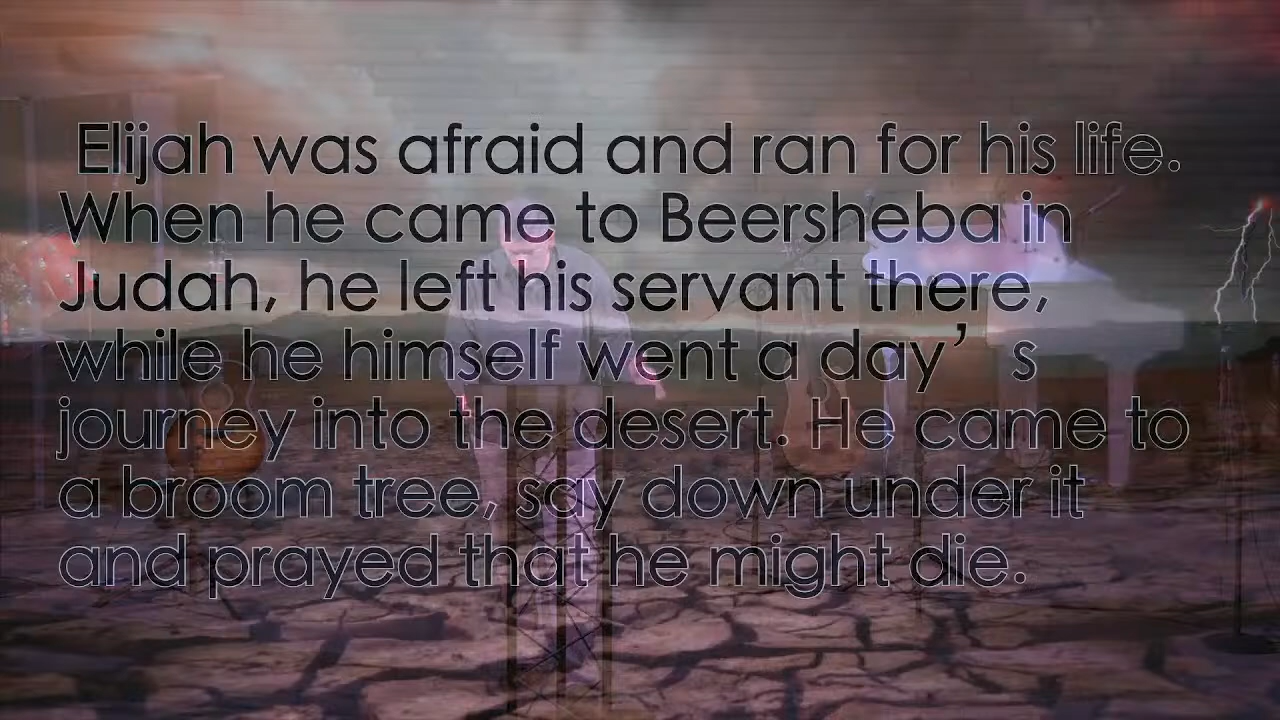 Elijah was afraid and ran for his life.
When he came to Beersheba in
Judah, he left his servant there,
while he himself went a day’ s
journey into the desert. He came to
a broom tree, say down under it
and prayed that he might die.